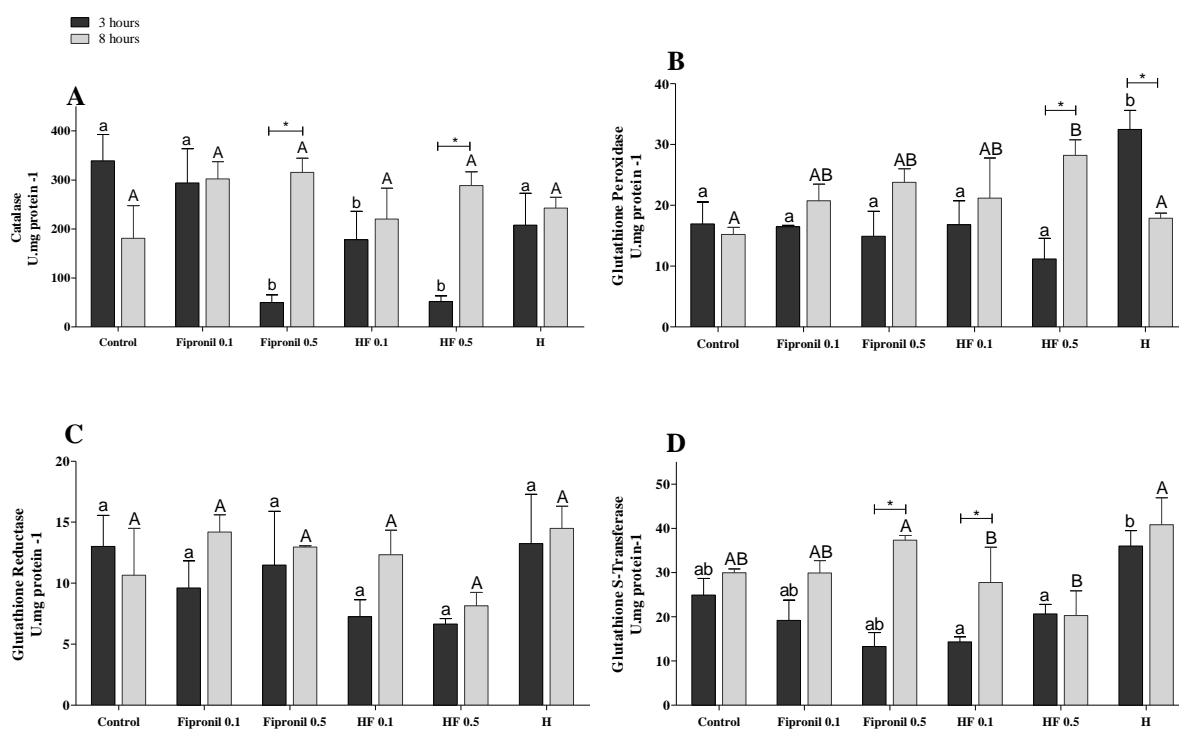 3 hours
8 hours
A
Catalase
U.mg protein -1
400
300
200
100
0
a
A
a
A
*
b
A
b
A
*
b
A
a
A
Control
Fipronil 0.1
Fipronil 0.5
HF 0.1
HF 0.5
H
B
Glutathione Peroxidase
U.mg protein -1
40
30
20
10
0
a
A
a
AB
a
AB
a
AB
*
a
B
*
b
A
Control
Fipronil 0.1
Fipronil 0.5
HF 0.1
HF 0.5
H
C
Glutathione Reductase
U.mg protein -1
20
15
10
5
0
a
A
a
A
a
A
a
A
a
A
a
A
Control
Fipronil 0.1
Fipronil 0.5
HF 0.1
HF 0.5
H
D
Glutathione S-Transferase
U.mg protein-1
50
40
30
20
10
0
ab
AB
ab
AB
*
ab
A
*
a
B
a
B
b
A
Control
Fipronil 0.1
Fipronil 0.5
HF 0.1
HF 0.5
H